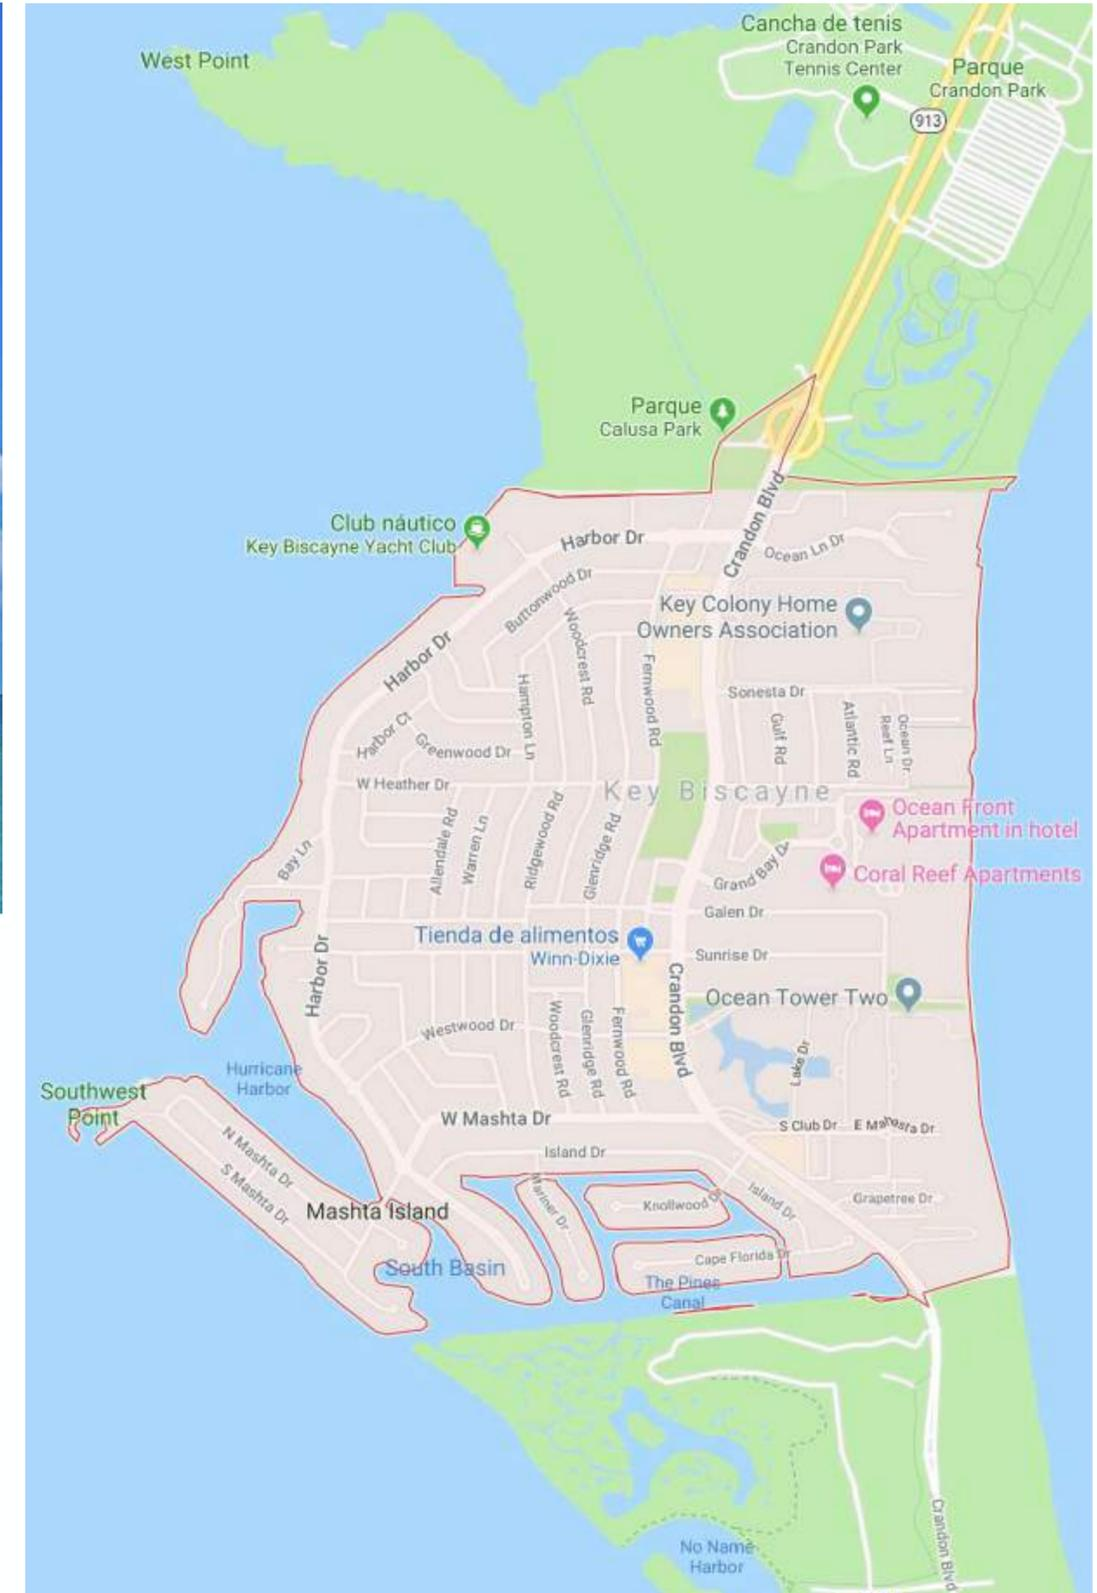 Cancha de tenis
Crandon Park
Tennis Center
West Point
Parque
Crandon Park
913
Parque
Calusa Park
Club náutico
Key Biscayne Yacht Club
Harbor Dr
Crandon Blvd
Ocean Ln Dr
Buttonwood Dr
Key Colony Home
Owners Association
Woodcrest Rd
Harbor Dr
Fernwood Rd
Hampton Ln
Sonesta Dr
Harbor Ct
Greenwood Dr
Gulf Rd
Atlantic Rd
Reef Ln
Ocean Dr
W Heather Dr
Key Biscayne
Ocean Front
Apartment in hotel
Allendale Rd
Warren Ln
Ridgewood Rd
Glenridge Rd
Bay Ln
Grand Bay Dr
Coral Reef Apartments
Galen Dr
Tienda de alimentos
Winn-Dixie
Sunrise Dr
Harbor Dr
Crandon Blvd
Ocean Tower Two
Westwood Dr
Woodcrest Rd
Glenridge Rd
Fernwood Rd
Lake Dr
Hurricane
Harbor
Southwest
Point
W Mashta Dr
S Club Dr
Island Dr
N Mashta Dr
S Mashta Dr
Mariner Dr
Knollwood Dr
Island Dr
Grapetree Dr
Mashta Island
South Basin
Cape Florida Dr
The Pines
Canal
Crandon Blvd
No Name
Harbor